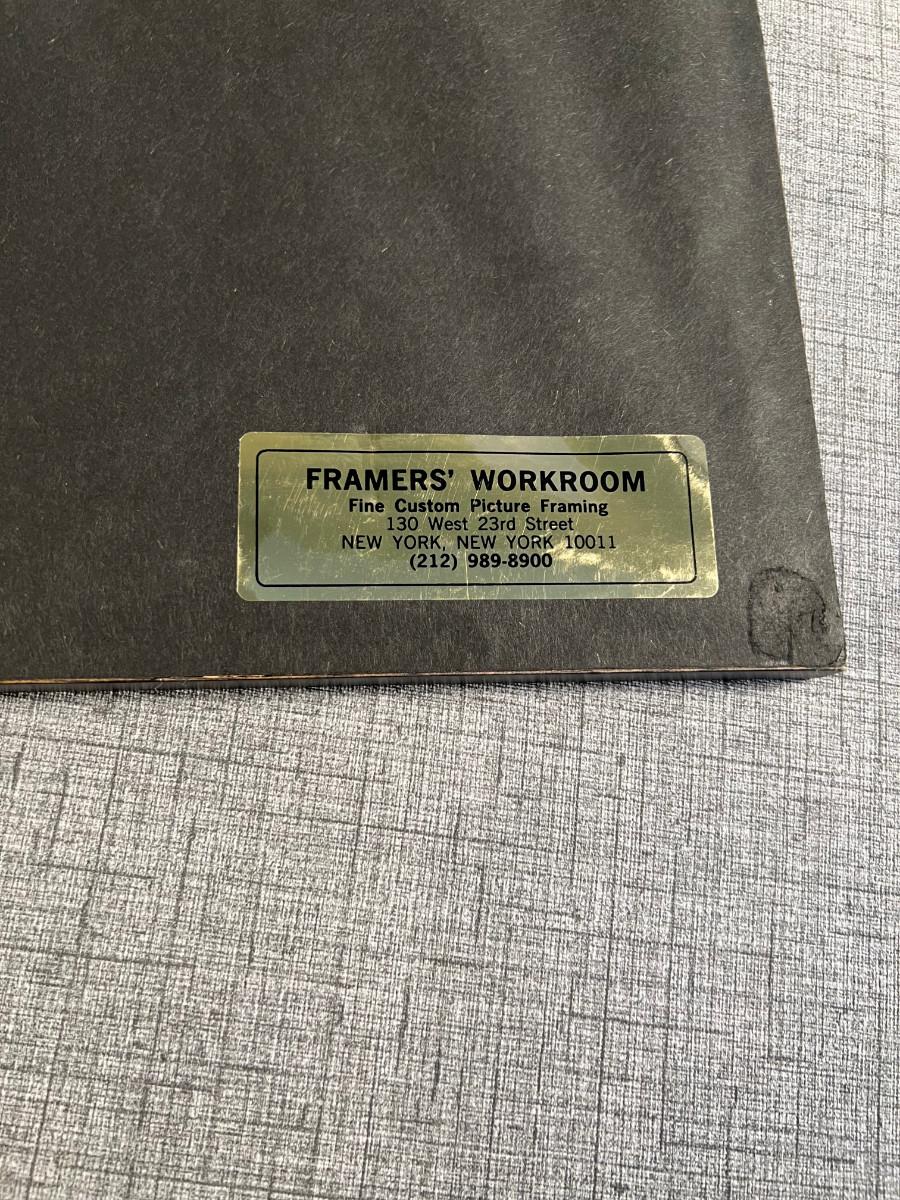 FRAMERS' WORKROOM
Fine Custom Picture Framing
130 West 23rd Street
NEW YORK, NEW YORK 10011
(212) 989-8900